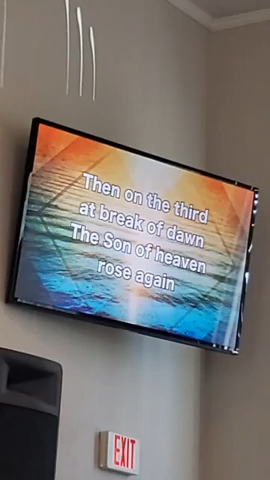 Then on the third
at break of dawn
The Son of heaven
rose again
EXIT